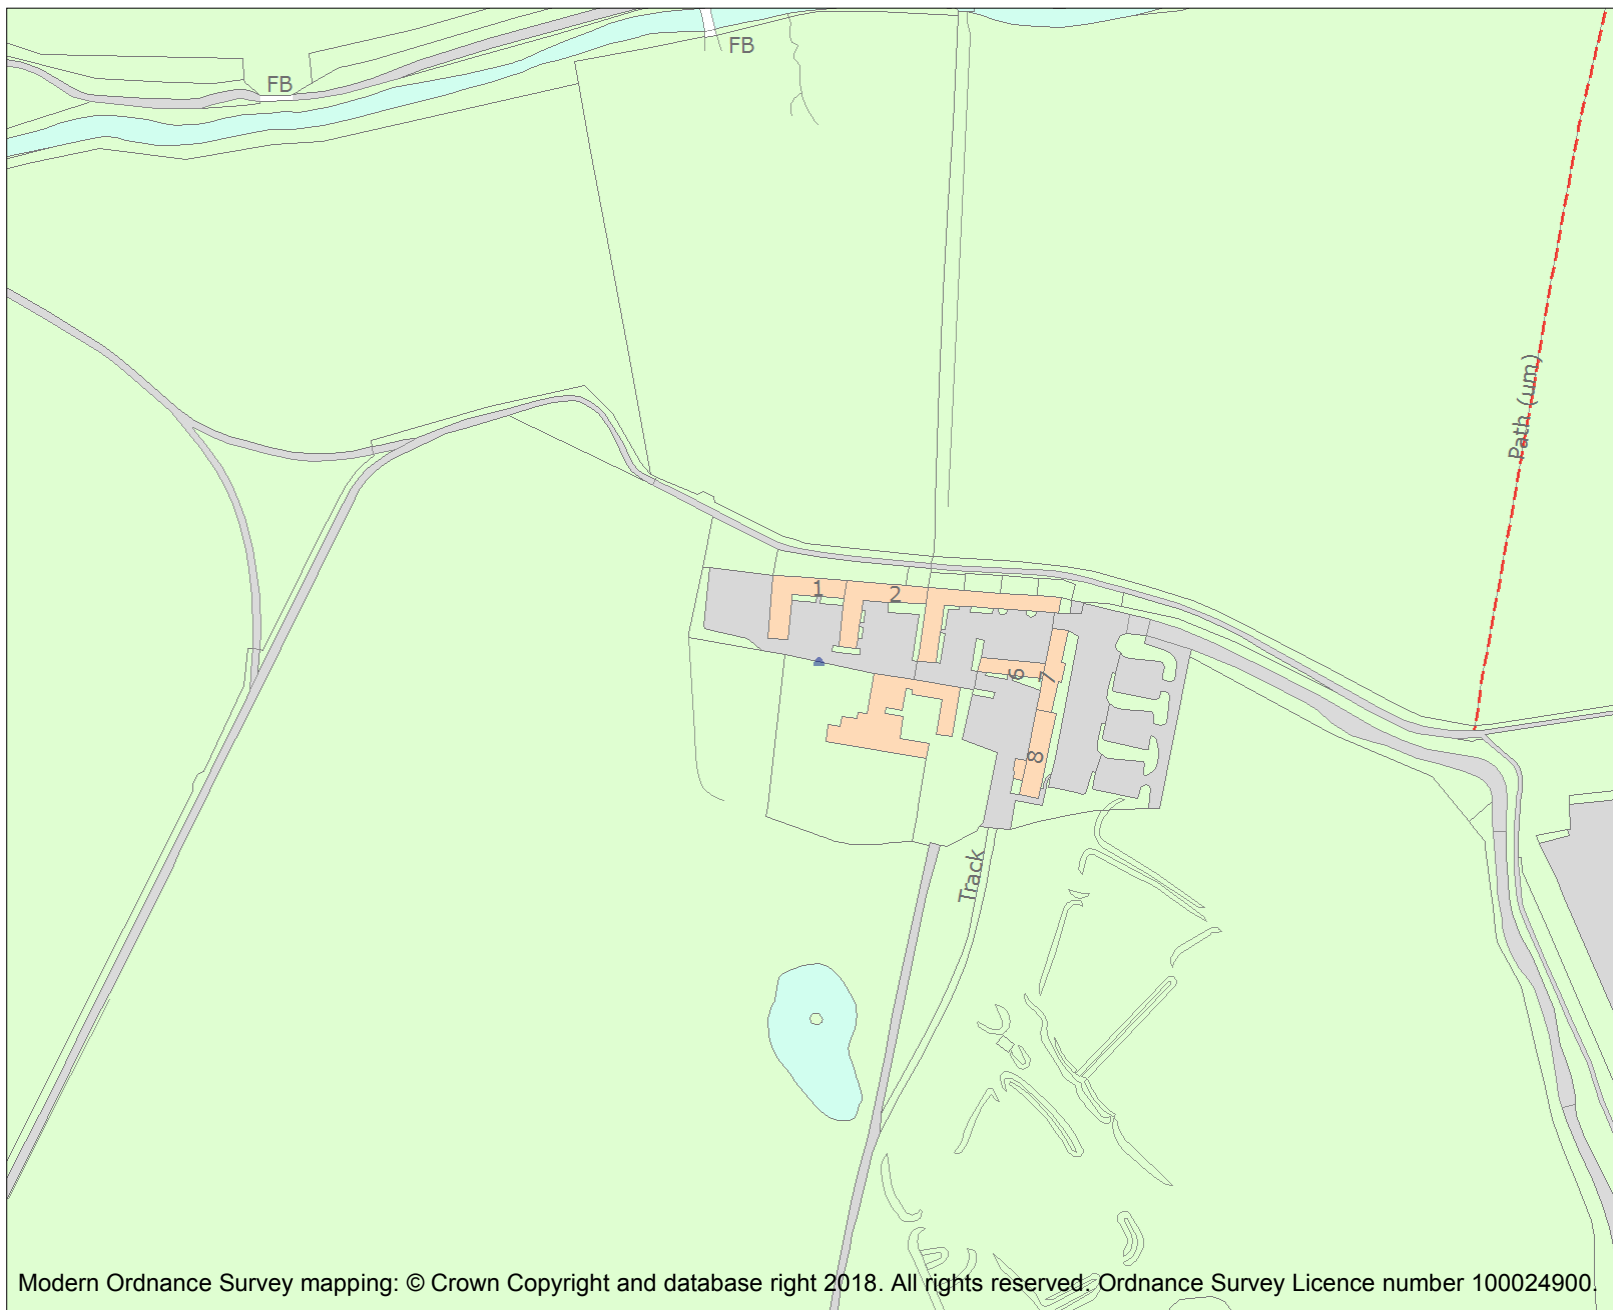 FB
FB
Path (um)
1
2
6
7
8
Track
Modern Ordnance Survey mapping: © Crown Copyright and database right 2018. All rights reserved. Ordnance Survey Licence number 100024900.